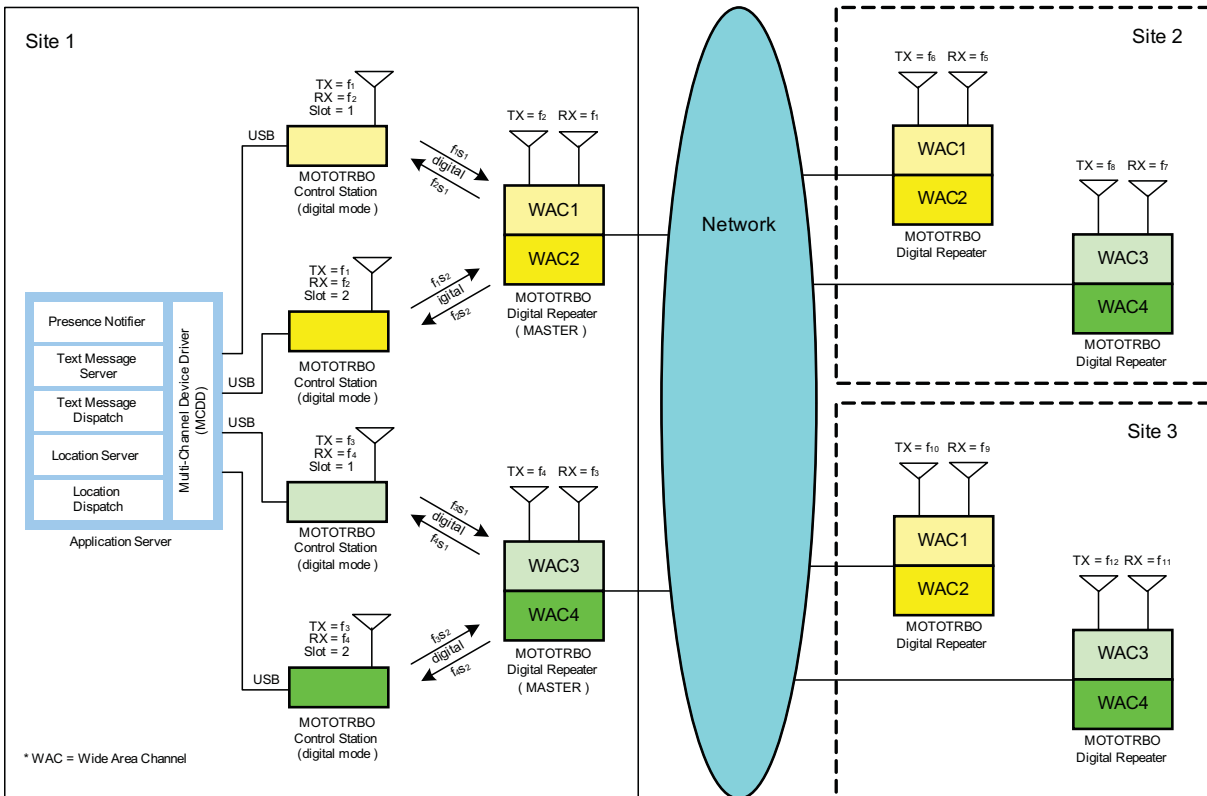 Site 1
TX = f1
RX = f2
Slot = 1
USB
MOTOTRBO
Control Station
(digital mode )
f1s1
digital
f2s1
TX = f2 RX = f1
WAC1
WAC2
MOTOTRBO
Digital Repeater
( MASTER )
TX = f1
RX = f2
Slot = 2
USB
MOTOTRBO
Control Station
(digital mode )
f1s2
igital
f2s2
Presence Notifier
Text Message
Server
Text Message
Dispatch
Location Server
Location
Dispatch
Multi-Channel Device Driver
(MCDD)
Application Server
USB
TX = f3
RX = f4
Slot = 1
MOTOTRBO
Control Station
(digital mode )
f3s1
digital
f4s1
TX = f4 RX = f3
WAC3
WAC4
MOTOTRBO
Digital Repeater
( MASTER )
USB
TX = f3
RX = f4
Slot = 2
MOTOTRBO
Control Station
(digital mode )
f3s2
digital
f4s2
* WAC = Wide Area Channel
Network
Site 2
TX = f6 RX = f5
WAC1
WAC2
MOTOTRBO
Digital Repeater
TX = f8 RX = f7
WAC3
WAC4
MOTOTRBO
Digital Repeater
Site 3
TX = f10 RX = f9
WAC1
WAC2
MOTOTRBO
Digital Repeater
TX = f12 RX = f11
WAC3
WAC4
MOTOTRBO
Digital Repeater